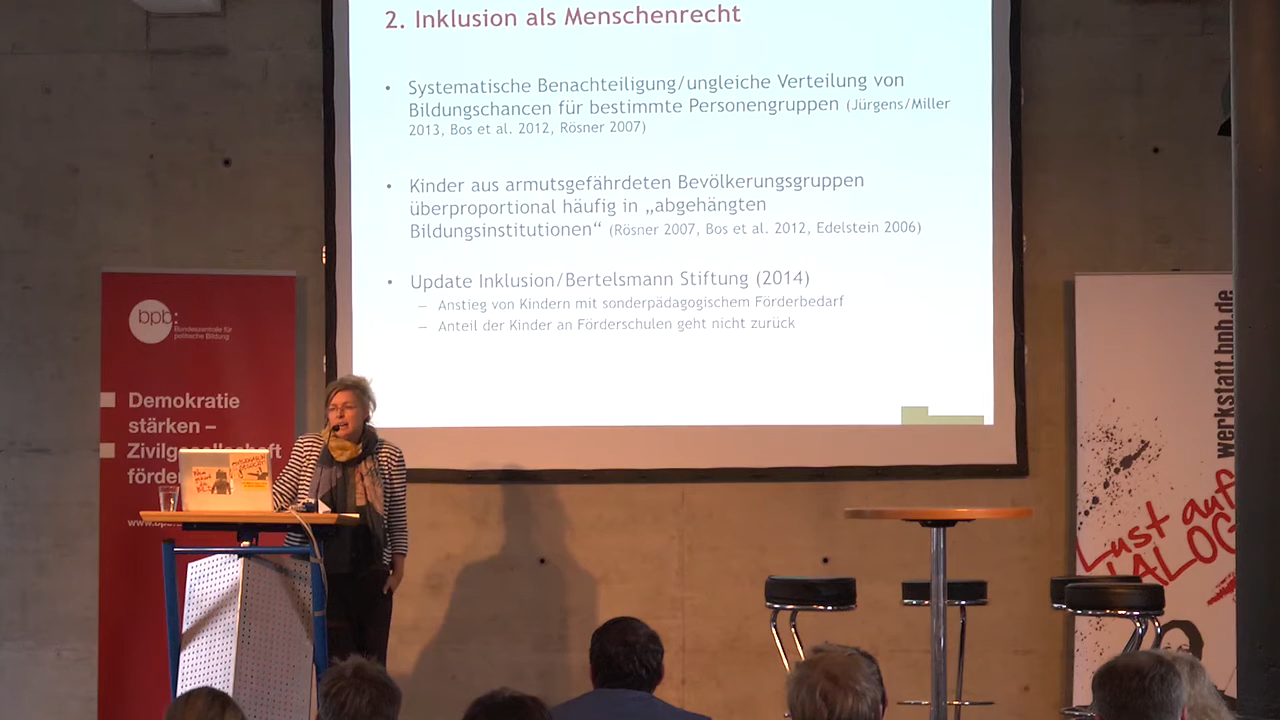 2. Inklusion als Menschenrecht
• Systematische Benachteiligung/ungleiche Verteilung von
Bildungschancen für bestimmte Personengruppen (Jürgens/Miller
2013, Bos et al. 2012, Rösner 2007)
• Kinder aus armutsgefährdeten Bevölkerungsgruppen
überproportional häufig in „abgehängten
Bildungsinstitutionen“ (Rösner 2007, Bos et al. 2012, Edelstein 2006)
• Update Inklusion/Bertelsmann Stiftung (2014)
– Anstieg von Kindern mit sonderpädagogischem Förderbedarf
– Anteil der Kinder an Förderschulen geht nicht zurück
bpb:
Bundeszentrale für
politische Bildung
Demokratie
stärken –
werkstatt.bpb.de
Lust auf